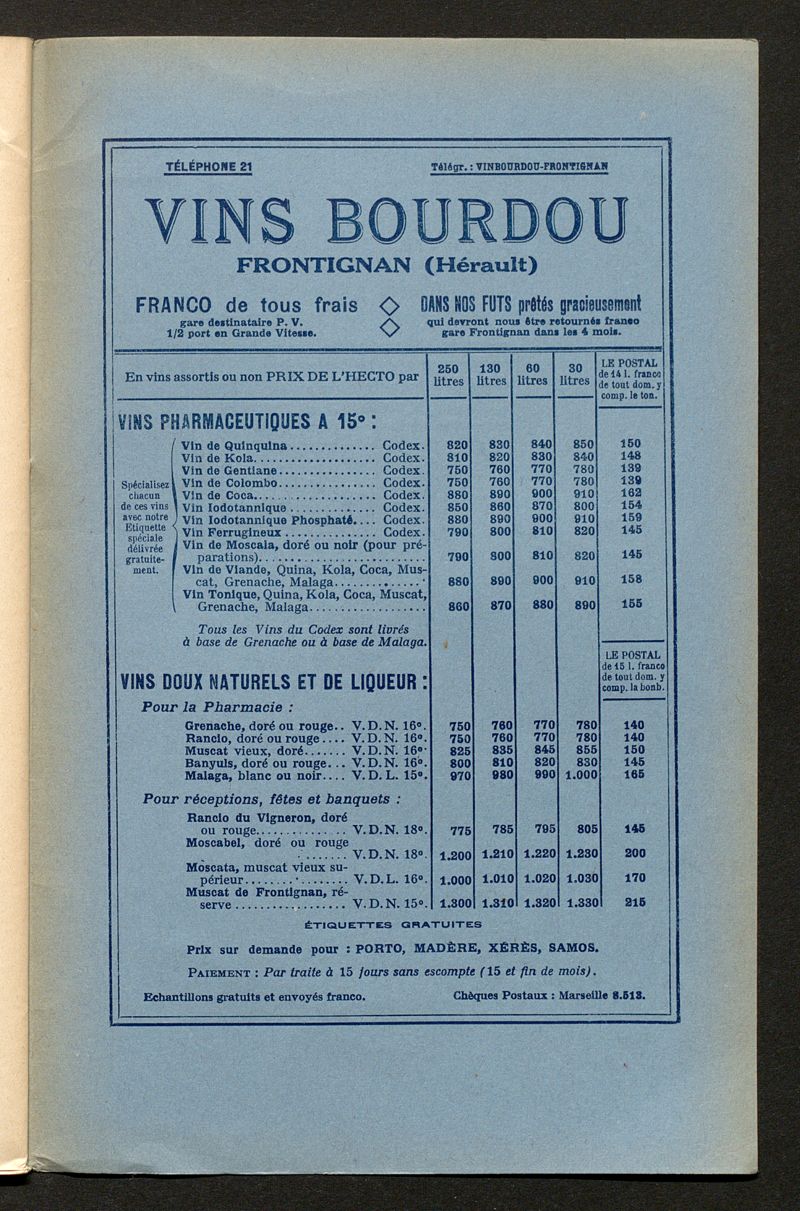 TÉLÉPHONE 21 Télégr. : VINBOURDOU-FRONTIGNAN
VINS BOURDOU
FRONTIGNAN (Hérault)
FRANCO de tous frais DANS NOS FUTS prêtés gracieusement
gare destinataire P. V. qui devront nous être retournés franco
1/2 port en Grande Vitesse. gare Frontignan dans les 4 mois.
En vins assortis ou non PRIX DE L'HECTO par 250 litres 130 litres 60 litres 30 litres
LE POSTAL
de 14 l. franco
de tout dom. y
comp. le ton.
VINS PHARMACEUTIQUES A 15° :
Spécialisez
chacun
de ces vins
avec notre
Etiquette
spéciale
délivrée
gratuite-
ment.
Vin de Quinquina.............. Codex. 820 830 840 850 150
Vin de Kola.................... Codex. 810 820 830 840 148
Vin de Gentiane................ Codex. 750 760 770 780 139
Vin de Colombo................ Codex. 750 760 770 780 139
Vin de Coca.................... Codex. 880 890 900 910 162
Vin Iodotannique .............. Codex. 850 860 870 800 154
Vin Iodotannique Phosphaté.... Codex. 880 890 900 910 159
Vin Ferrugineux ............... Codex. 790 800 810 820 145
Vin de Moscala, doré ou noir (pour pré-
parations)........................... 790 800 810 820 145
Vin de Viande, Quina, Kola, Coca, Mus-
cat, Grenache, Malaga............... 880 890 900 910 158
Vin Tonique, Quina, Kola, Coca, Muscat,
Grenache, Malaga................... 860 870 880 890 155
Tous les Vins du Codex sont livrés
à base de Grenache ou à base de Malaga.
LE POSTAL
de 15 l. franco
de tout dom. y
comp. la bonb.
VINS DOUX NATURELS ET DE LIQUEUR :
Pour la Pharmacie :
Grenache, doré ou rouge.. V. D. N. 16°. 750 760 770 780 140
Rancio, doré ou rouge.... V. D. N. 16°. 750 760 770 780 140
Muscat vieux, doré....... V. D. N. 16°. 825 835 845 855 150
Banyuls, doré ou rouge... V. D. N. 16°. 800 810 820 830 145
Malaga, blanc ou noir.... V. D. L. 15°. 970 980 990 1.000 165
Pour réceptions, fêtes et banquets :
Rancio du Vigneron, doré
ou rouge............... V. D. N. 18°. 775 785 795 805 145
Moscabel, doré ou rouge
........ V. D. N. 18°. 1.200 1.210 1.220 1.230 200
Moscata, muscat vieux su-
périeur................ V. D. L. 16°. 1.000 1.010 1.020 1.030 170
Muscat de Frontignan, ré-
serve .................. V. D. N. 15°. 1.300 1.310 1.320 1.330 215
ÉTIQUETTES GRATUITES
Prix sur demande pour : PORTO, MADÈRE, XÉRÈS, SAMOS.
PAIEMENT : Par traite à 15 jours sans escompte (15 et fin de mois).
Echantillons gratuits et envoyés franco. Chèques Postaux : Marseille 8.513.